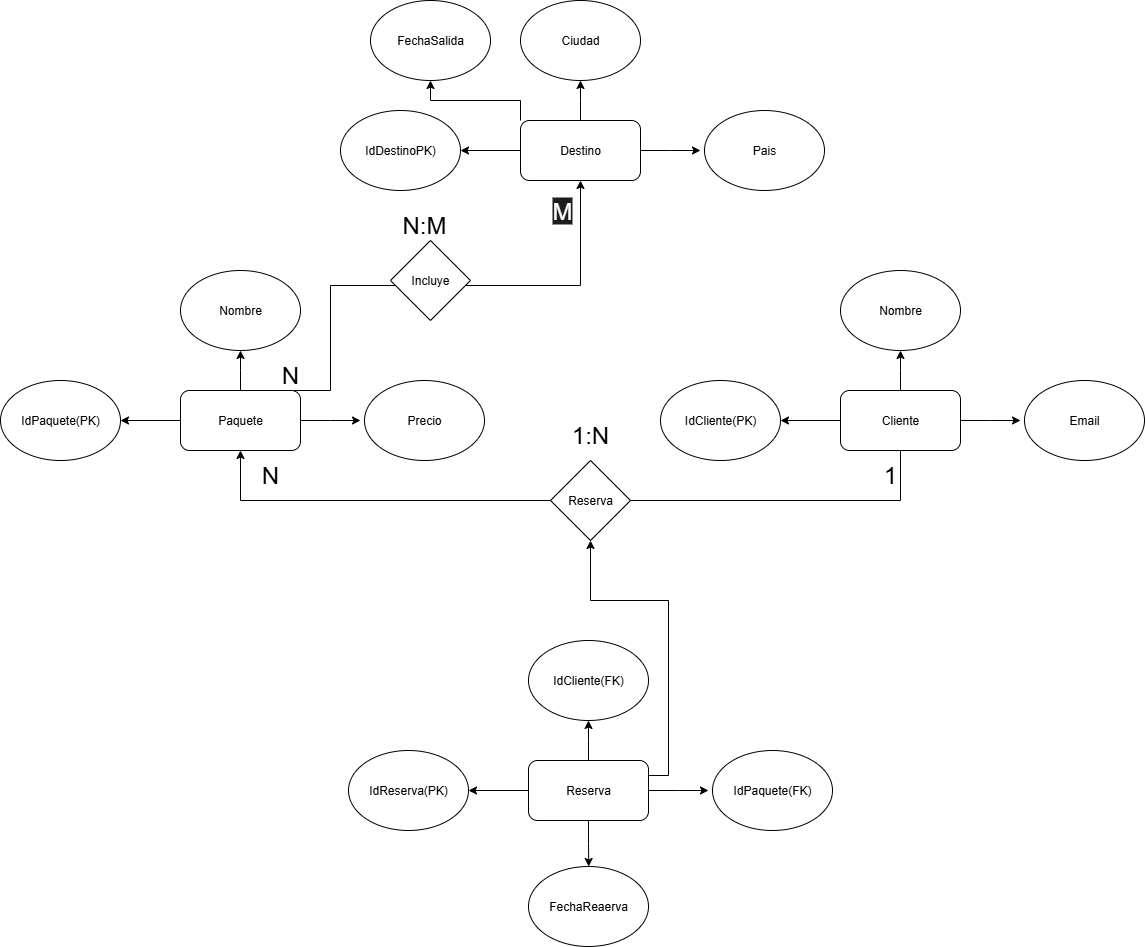 FechaSalida
Ciudad
IdDestinoPK)
Destino
Pais
M
N:M
Incluye
Nombre
Nombre
N
IdPaquete(PK)
Paquete
Precio
IdCliente(PK)
Cliente
Email
1:N
N
1
Reserva
IdCliente(FK)
IdReserva(PK)
Reserva
IdPaquete(FK)
FechaReaerva